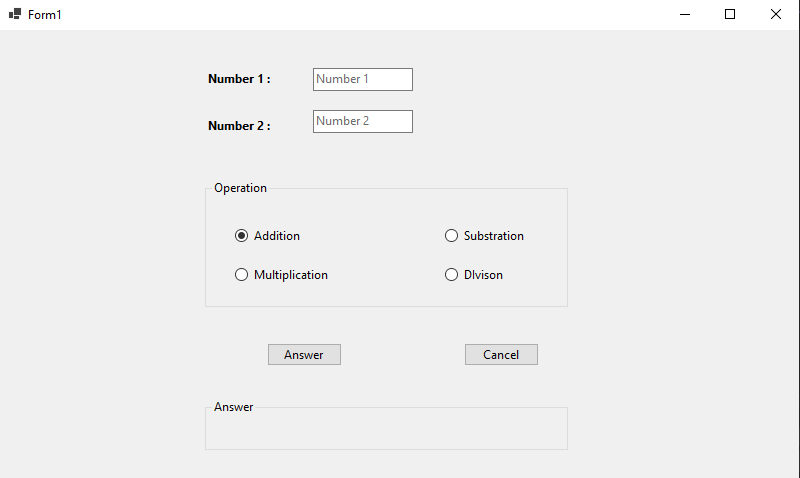 Form1
Number 1 :
Number 1
Number 2 :
Number 2
Operation
Addition
Substration
Multiplication
DIvison
Answer
Cancel
Answer